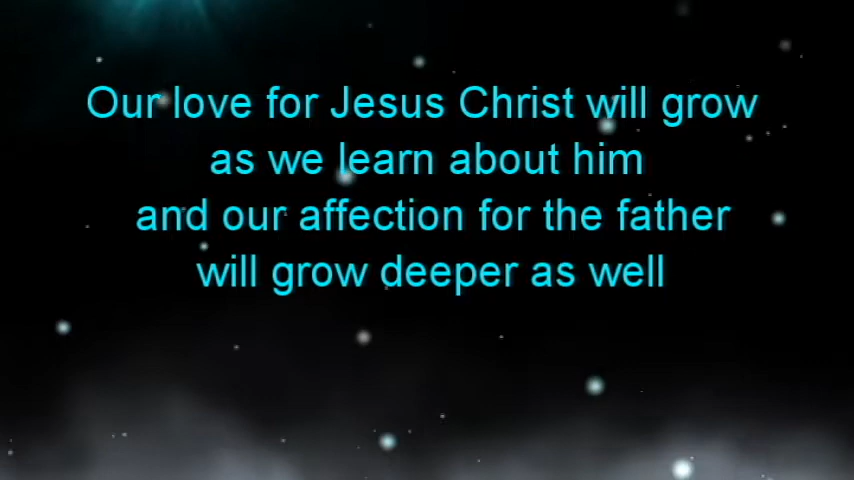 Our love for Jesus Christ will grow
as we learn about him
and our affection for the father
will grow deeper as well